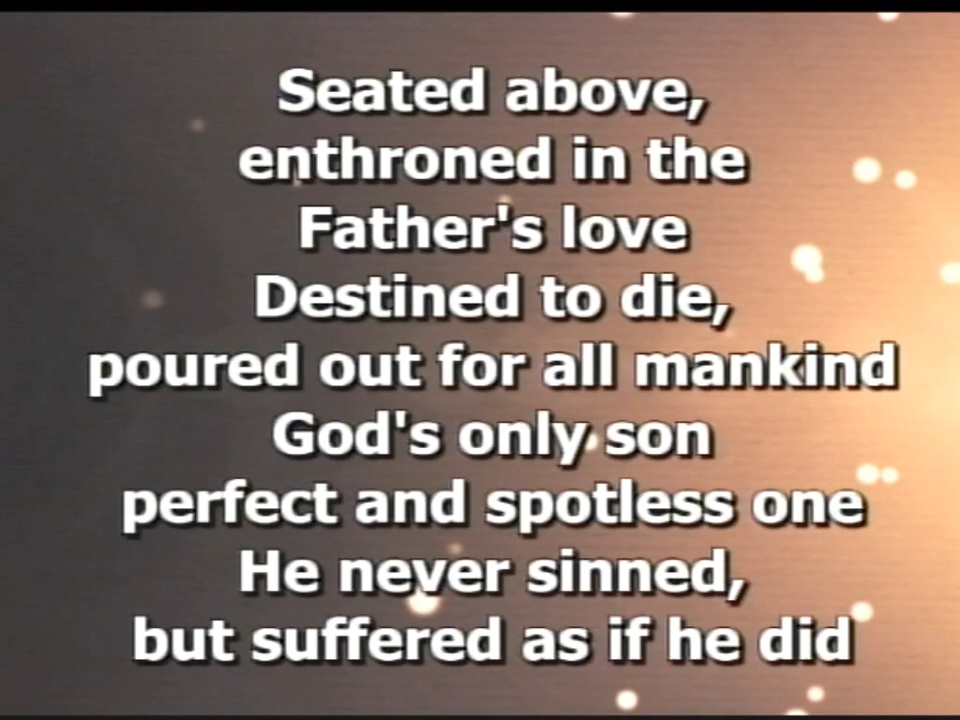 Seated above,
enthroned in the
Father's love
Destined to die,
poured out for all mankind
God's only son
perfect and spotless one
He never sinned,
but suffered as if he did